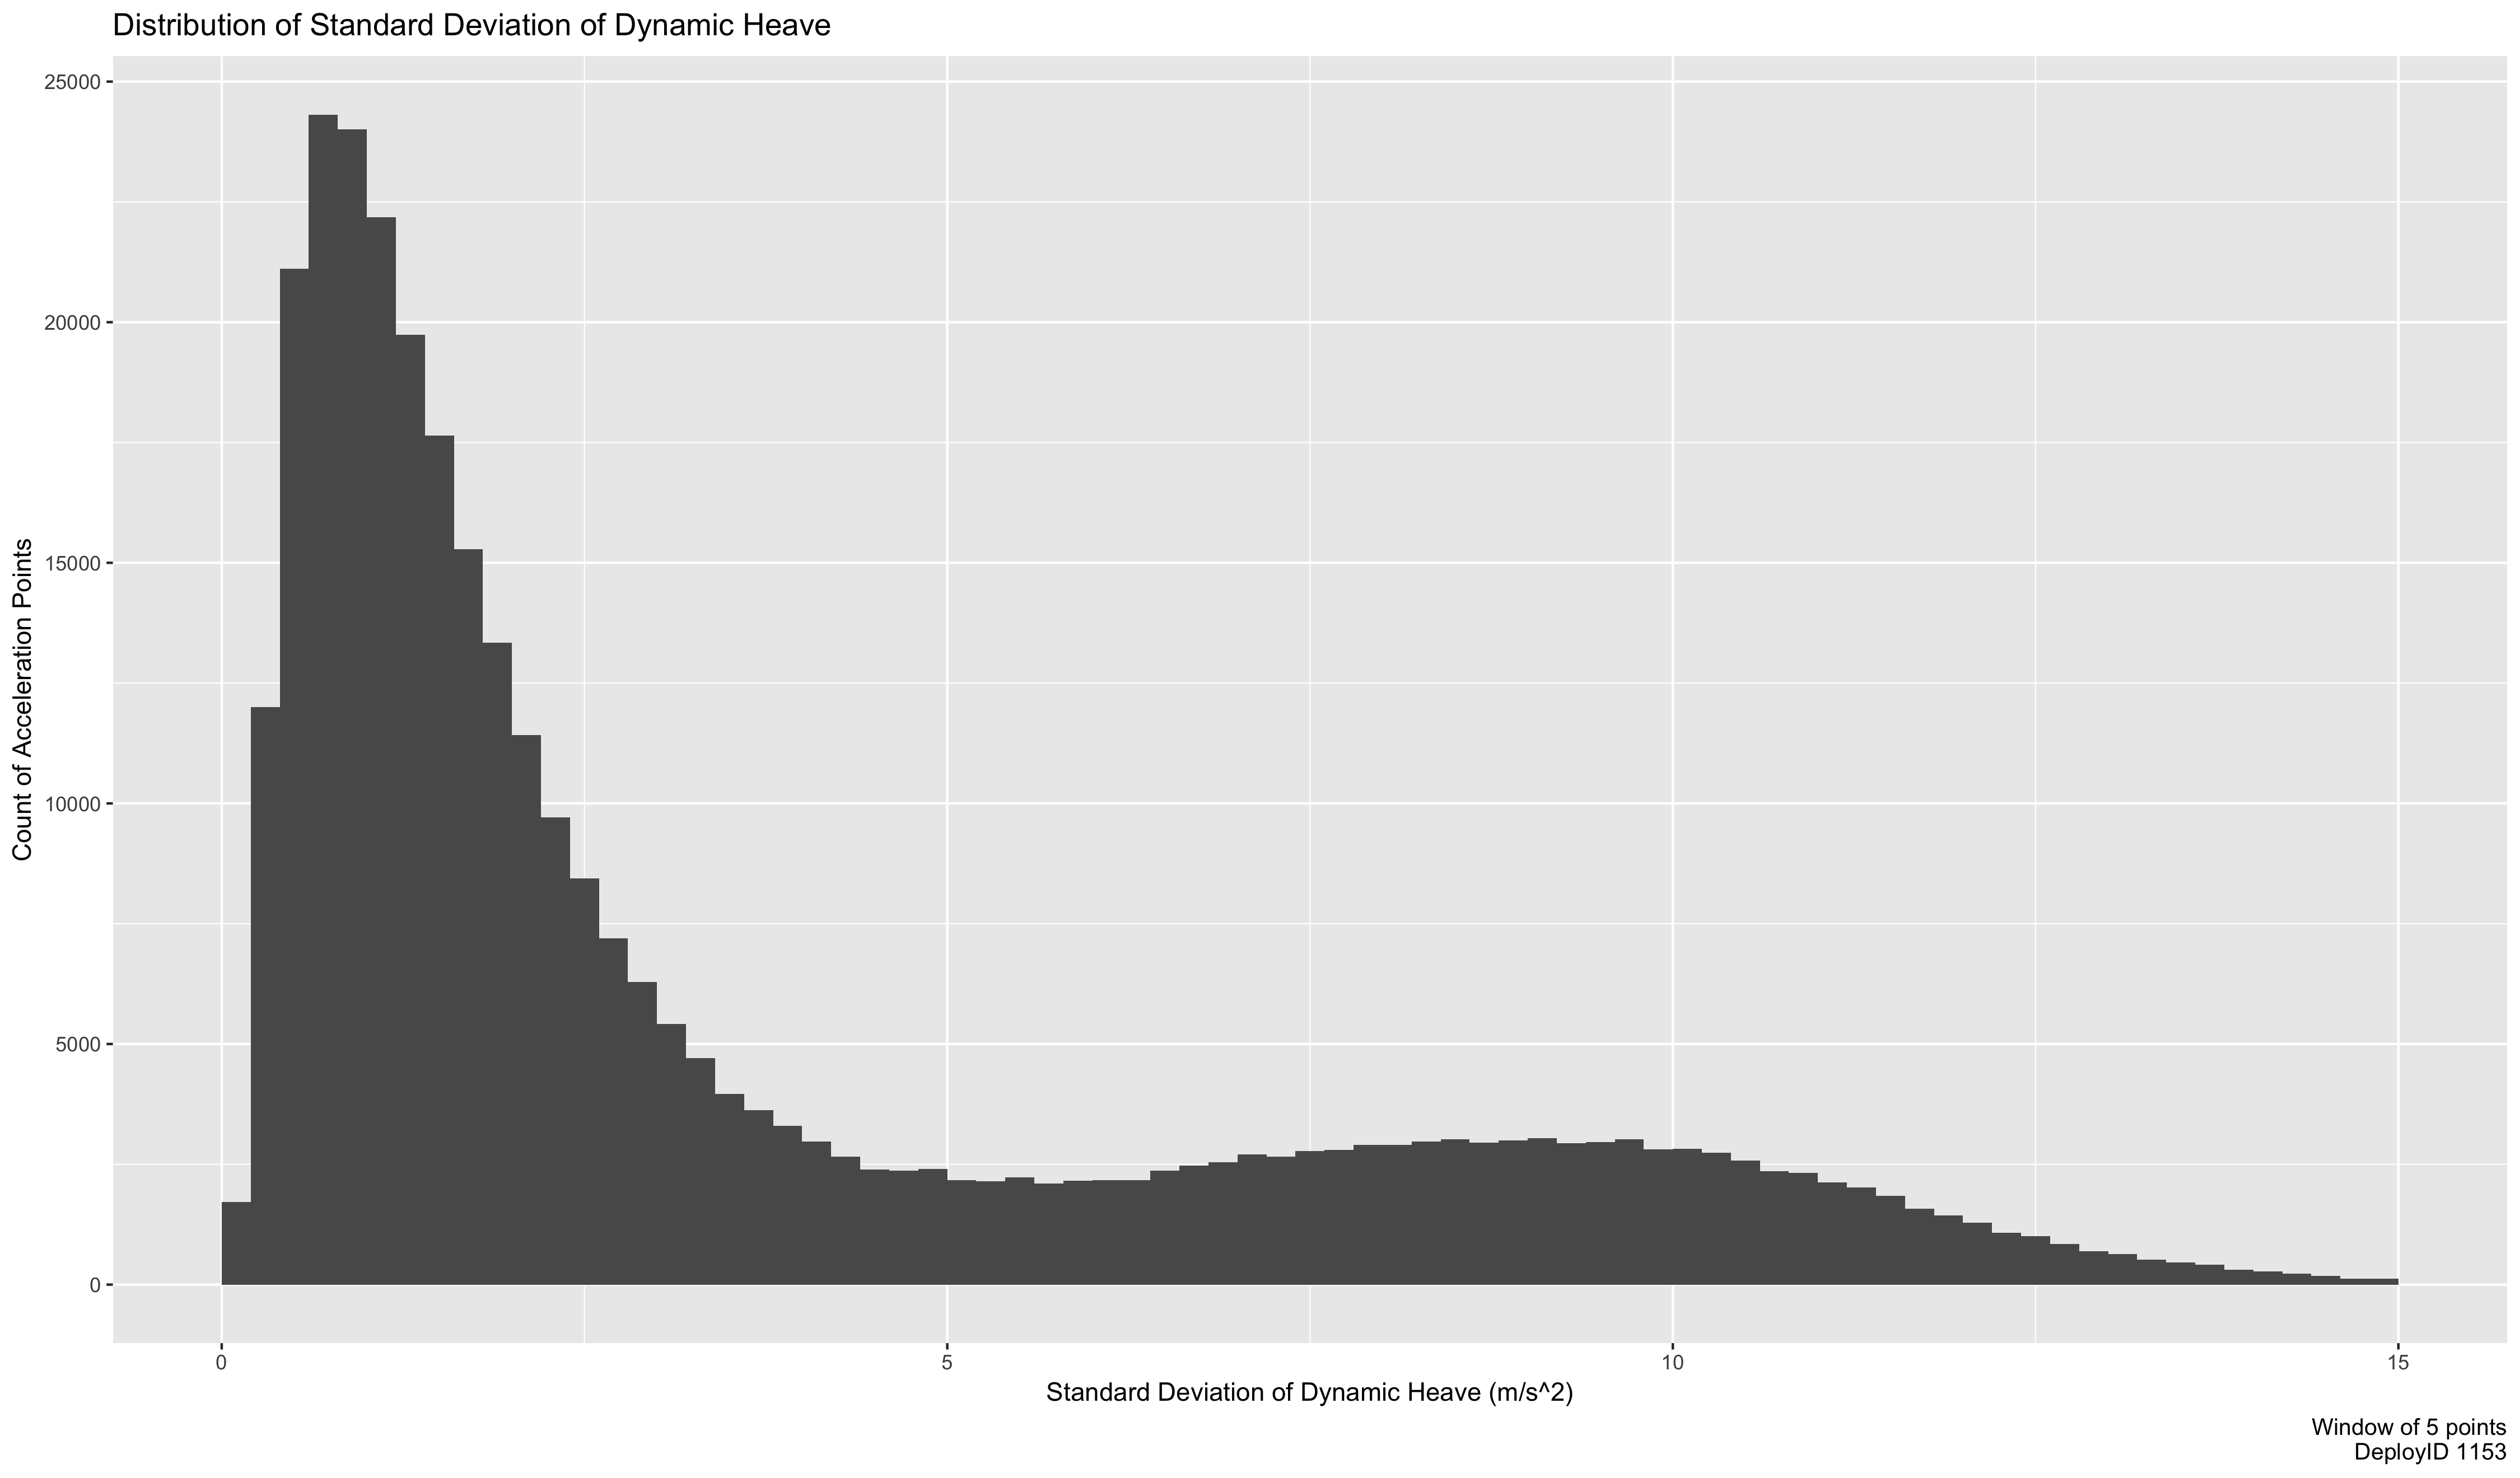 Distribution of Standard Deviation of Dynamic Heave
Count of Acceleration Points
25000
20000
15000
10000
5000
0
0 5 10 15
Standard Deviation of Dynamic Heave (m/s^2)
Window of 5 points
DeployID 1153